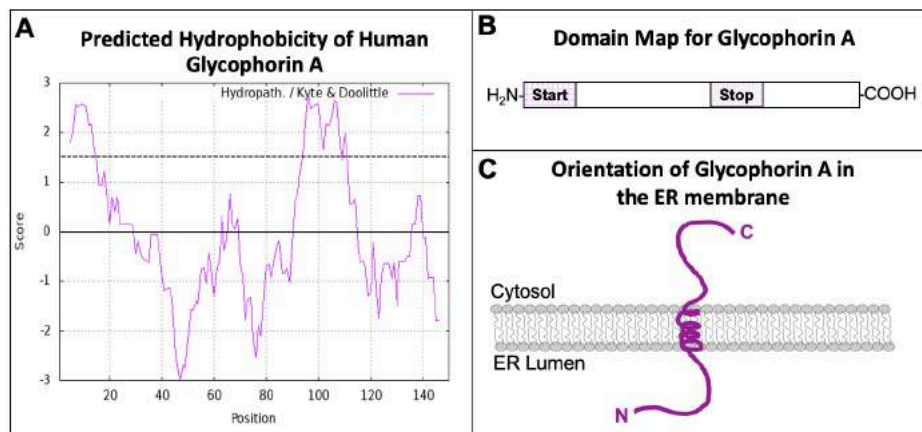 A
Predicted Hydrophobicity of Human
Glycophorin A
Hydropath. / Kyte & Doolittle
3
2
1
0
-1
-2
-3
Score
20
40
60
80
100
120
140
Position
B
Domain Map for Glycophorin A
H₂N-
Start
Stop
-COOH
C
Orientation of Glycophorin A in
the ER membrane
C
Cytosol
ER Lumen
N